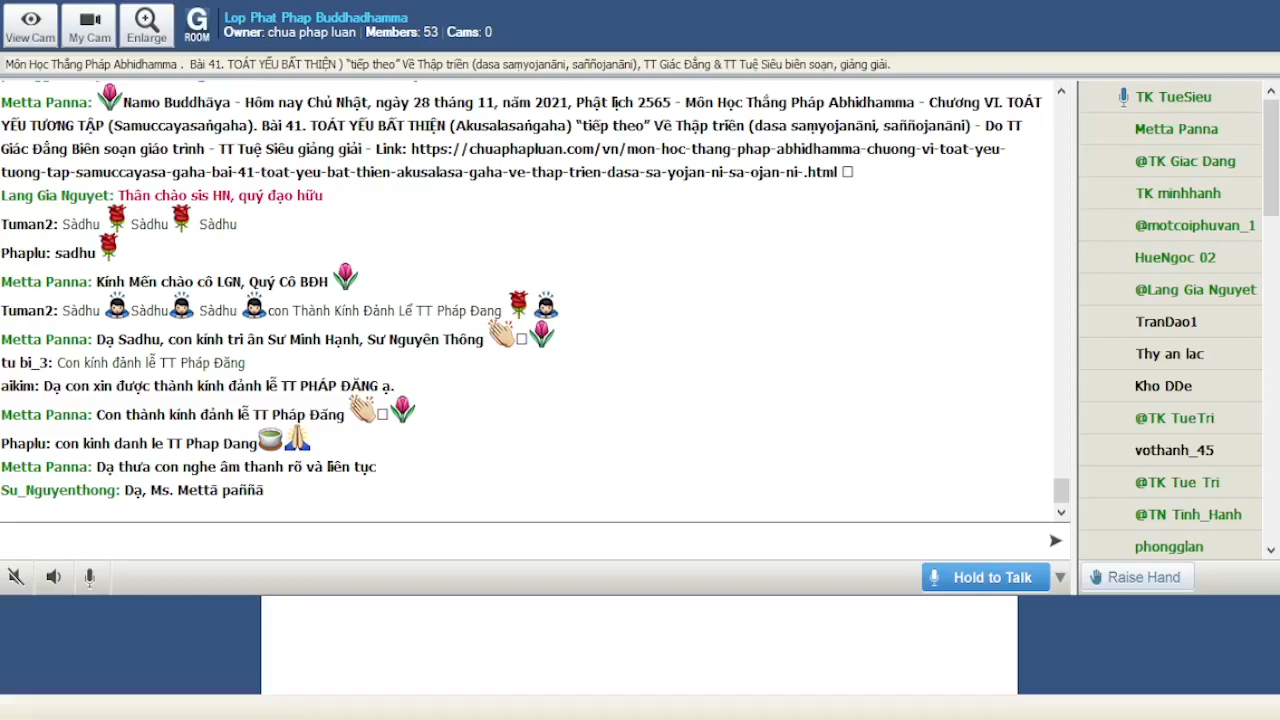 View Cam
My Cam
Enlarge
G
ROOM
Lop Phat Phap Buddhadhamma
Owner: chua phap luan | Members: 53 | Cams: 0
Môn Học Thắng Pháp Abhidhamma . Bài 41. TOÁT YẾU BẤT THIỆN ) “tiếp theo” Về Thập triền (dasa saṃyojanāni, saññojanāni), TT Giác Đẳng & TT Tuệ Siêu biên soạn, giảng giải.
Metta Panna: Namo Buddhāya - Hôm nay Chủ Nhật, ngày 28 tháng 11, năm 2021, Phật lịch 2565 - Môn Học Thắng Pháp Abhidhamma - Chương VI. TOÁT
YẾU TƯƠNG TẬP (Samuccayasaṅgaha). Bài 41. TOÁT YẾU BẤT THIỆN (Akusalasaṅgaha) “tiếp theo” Về Thập triền (dasa saṃyojanāni, saññojanāni) - Do TT
Giác Đẳng Biên soạn giáo trình - TT Tuệ Siêu giảng giải - Link: https://chuaphapluan.com/vn/mon-hoc-thang-phap-abhidhamma-chuong-vi-toat-yeu-
tuong-tap-samuccayasa-gaha-bai-41-toat-yeu-bat-thien-akusalasa-gaha-ve-thap-trien-dasa-sa-yojan-ni-sa-ojan-ni-.html
Lang Gia Nguyet: Thân chào sis HN, quý đạo hữu
Tuman2: Sàdhu Sàdhu Sàdhu
Phaplu: sadhu
Metta Panna: Kính Mến chào cô LGN, Quý Cô BĐH
Tuman2: Sàdhu Sàdhu Sàdhu con Thành Kính Đảnh Lể TT Pháp Đang
Metta Panna: Dạ Sadhu, con kính tri ân Sư Minh Hạnh, Sư Nguyên Thông
tu bi_3: Con kính đảnh lễ TT Pháp Đăng
aikim: Dạ con xin được thành kính đảnh lễ TT PHÁP ĐĂNG ạ.
Metta Panna: Con thành kính đảnh lễ TT Pháp Đăng
Phaplu: con kinh danh le TT Phap Dang
Metta Panna: Dạ thưa con nghe âm thanh rõ và liên tục
Su_Nguyenthong: Dạ, Ms. Mettā paññā
TK TueSieu
Metta Panna
@TK Giac Dang
TK minhhanh
@motcoiphuvan_1
HueNgoc 02
@Lang Gia Nguyet
TranDao1
Thy an lac
Kho DDe
@TK TueTri
vothanh_45
@TK Tue Tri
@TN Tinh_Hanh
phongglan
Hold to Talk
Raise Hand